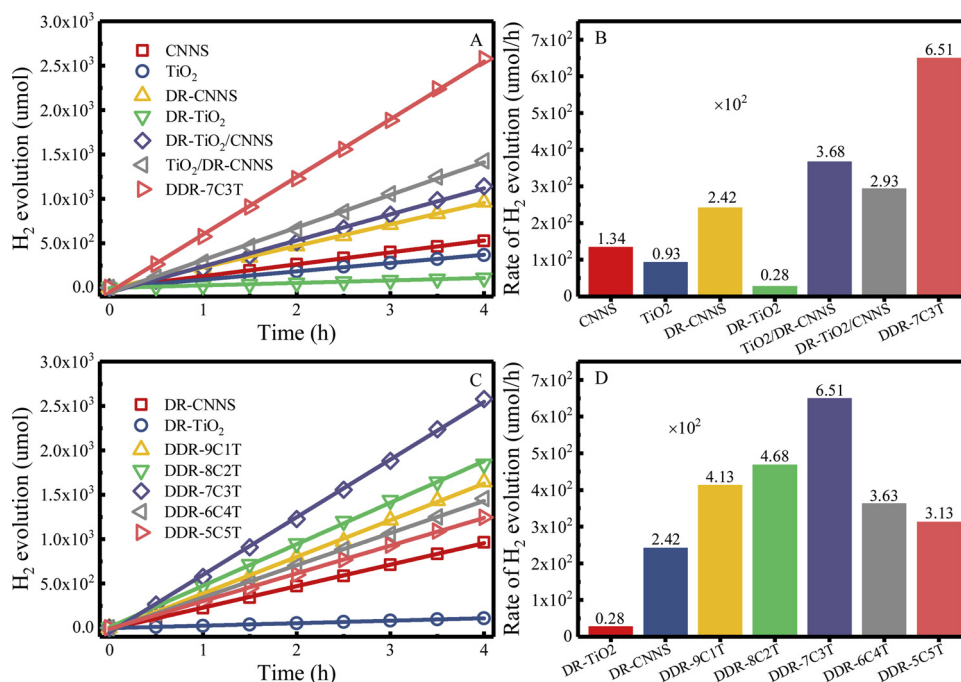 A
H₂ evolution (umol)
3.0x10³
2.5x10³
2.0x10³
1.5x10³
1.0x10³
5.0x10²
0.0
CNNS
TiO₂
DR-CNNS
DR-TiO₂
DR-TiO₂/CNNS
TiO₂/DR-CNNS
DDR-7C3T
0 1 2 3 4
Time (h)
B
Rate of H₂ evolution (umol/h)
7x10²
6x10²
5x10²
4x10²
3x10²
2x10²
1x10²
0
×10²
1.34 0.93 2.42 0.28 3.68 2.93 6.51
CNNS TiO2 DR-CNNS DR-TiO2 TiO2/DR-CNNS DR-TiO2/CNNS DDR-7C3T
C
H₂ evolution (umol)
3.0x10³
2.5x10³
2.0x10³
1.5x10³
1.0x10³
5.0x10²
0.0
DR-CNNS
DR-TiO₂
DDR-9C1T
DDR-8C2T
DDR-7C3T
DDR-6C4T
DDR-5C5T
0 1 2 3 4
Time (h)
D
Rate of H₂ evolution (umol/h)
7x10²
6x10²
5x10²
4x10²
3x10²
2x10²
1x10²
0
×10²
0.28 2.42 4.13 4.68 6.51 3.63 3.13
DR-TiO2 DR-CNNS DDR-9C1T DDR-8C2T DDR-7C3T DDR-6C4T DDR-5C5T